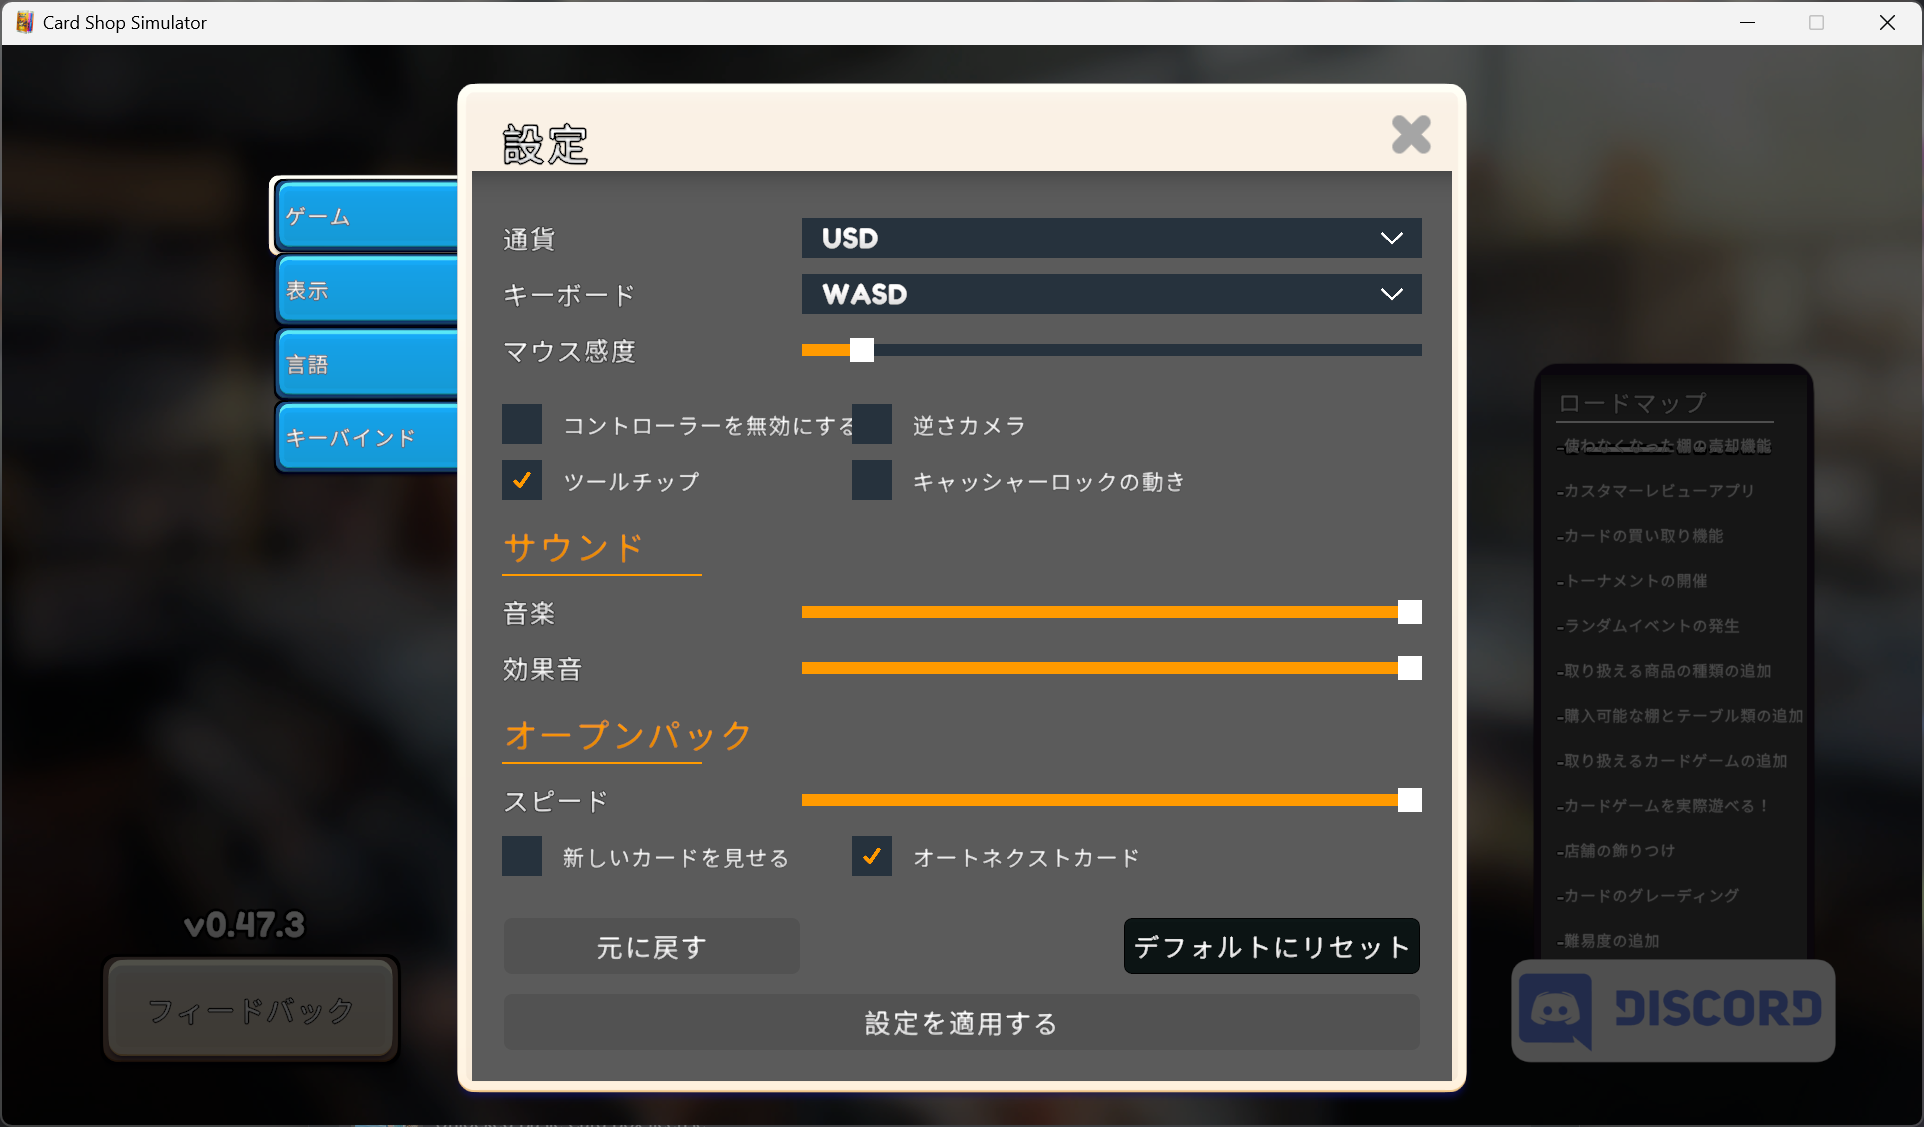 Card Shop Simulator
設定
ゲーム
表示
言語
キーバインド
通貨
USD
キーボード
WASD
マウス感度
コントローラーを無効にする
逆さカメラ
ツールチップ
キャッシャーロックの動き
サウンド
音楽
効果音
オープンパック
スピード
新しいカードを見せる
オートネクストカード
元に戻す
デフォルトにリセット
設定を適用する
v0.47.3
フィードバック
ロードマップ
-使わなくなった棚の売却機能
-カスタマーレビューアプリ
-カードの買い取り機能
-トーナメントの開催
-ランダムイベントの発生
-取り扱える商品の種類の追加
-購入可能な棚とテーブル類の追加
-取り扱えるカードゲームの追加
-カードゲームを実際遊べる！
-店舗の飾りつけ
-カードのグレーディング
-難易度の追加
DISCORD